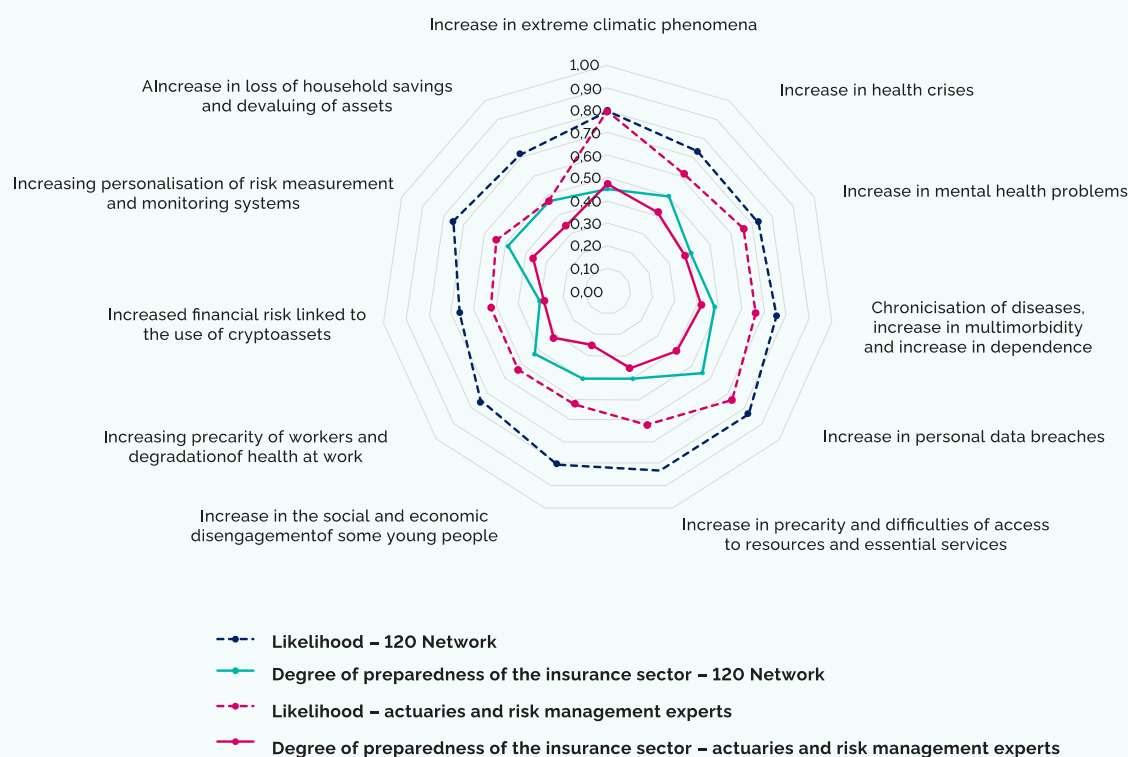 Increase in extreme climatic phenomena
1,00
0,90
0,80
0,70
0,60
0,50
0,40
0,30
0,20
0,10
0,00
Increase in health crises
Increase in mental health problems
Chronicisation of diseases,
increase in multimorbidity
and increase in dependence
Increase in personal data breaches
Increase in precarity and difficulties of access
to resources and essential services
Increase in the social and economic
disengagementof some young people
Increasing precarity of workers and
degradationof health at work
Increased financial risk linked to
the use of cryptoassets
Increasing personalisation of risk measurement
and monitoring systems
AIncrease in loss of household savings
and devaluing of assets
Likelihood – 120 Network
Degree of preparedness of the insurance sector – 120 Network
Likelihood – actuaries and risk management experts
Degree of preparedness of the insurance sector – actuaries and risk management experts